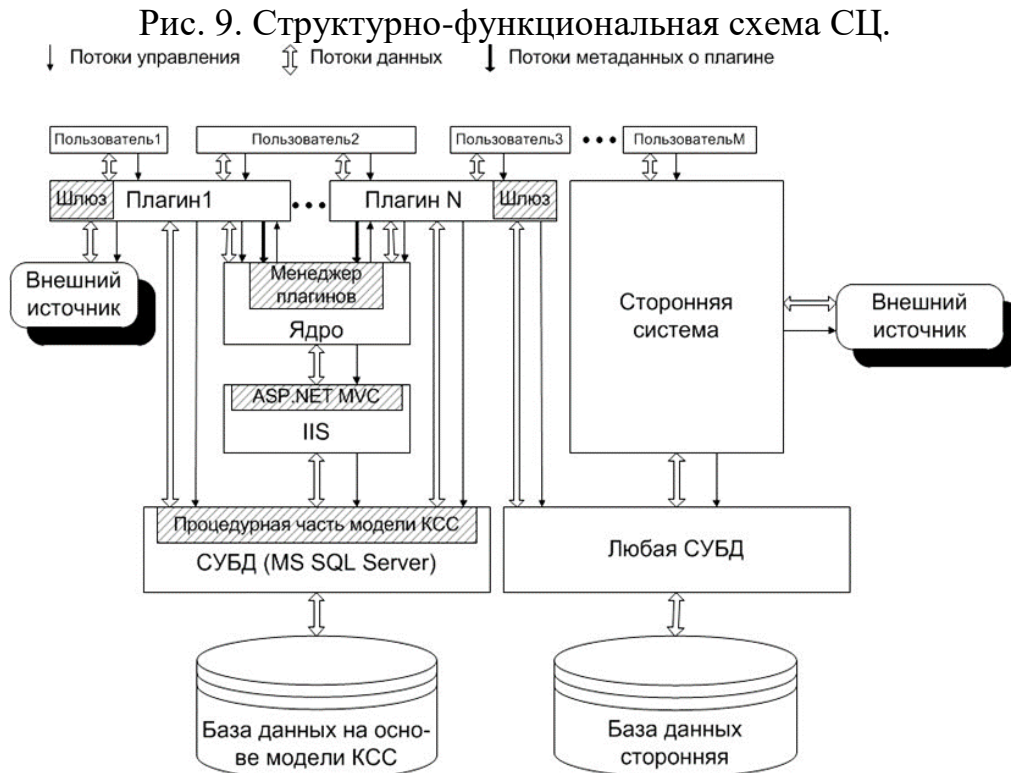 Рис. 9. Структурно-функциональная схема СЦ.
Потоки управления Потоки данных Потоки метаданных о плагине
Пользователь1 Пользователь2 Пользователь3 ••• ПользовательM
Шлюз Плагин1 ••• Плагин N Шлюз
Внешний
источник
Менеджер
плагинов
Ядро
Сторонняя
система
Внешний
источник
ASP.NET MVC
IIS
Процедурная часть модели КСС
СУБД (MS SQL Server)
Любая СУБД
База данных на осно-
ве модели КСС
База данных
сторонняя